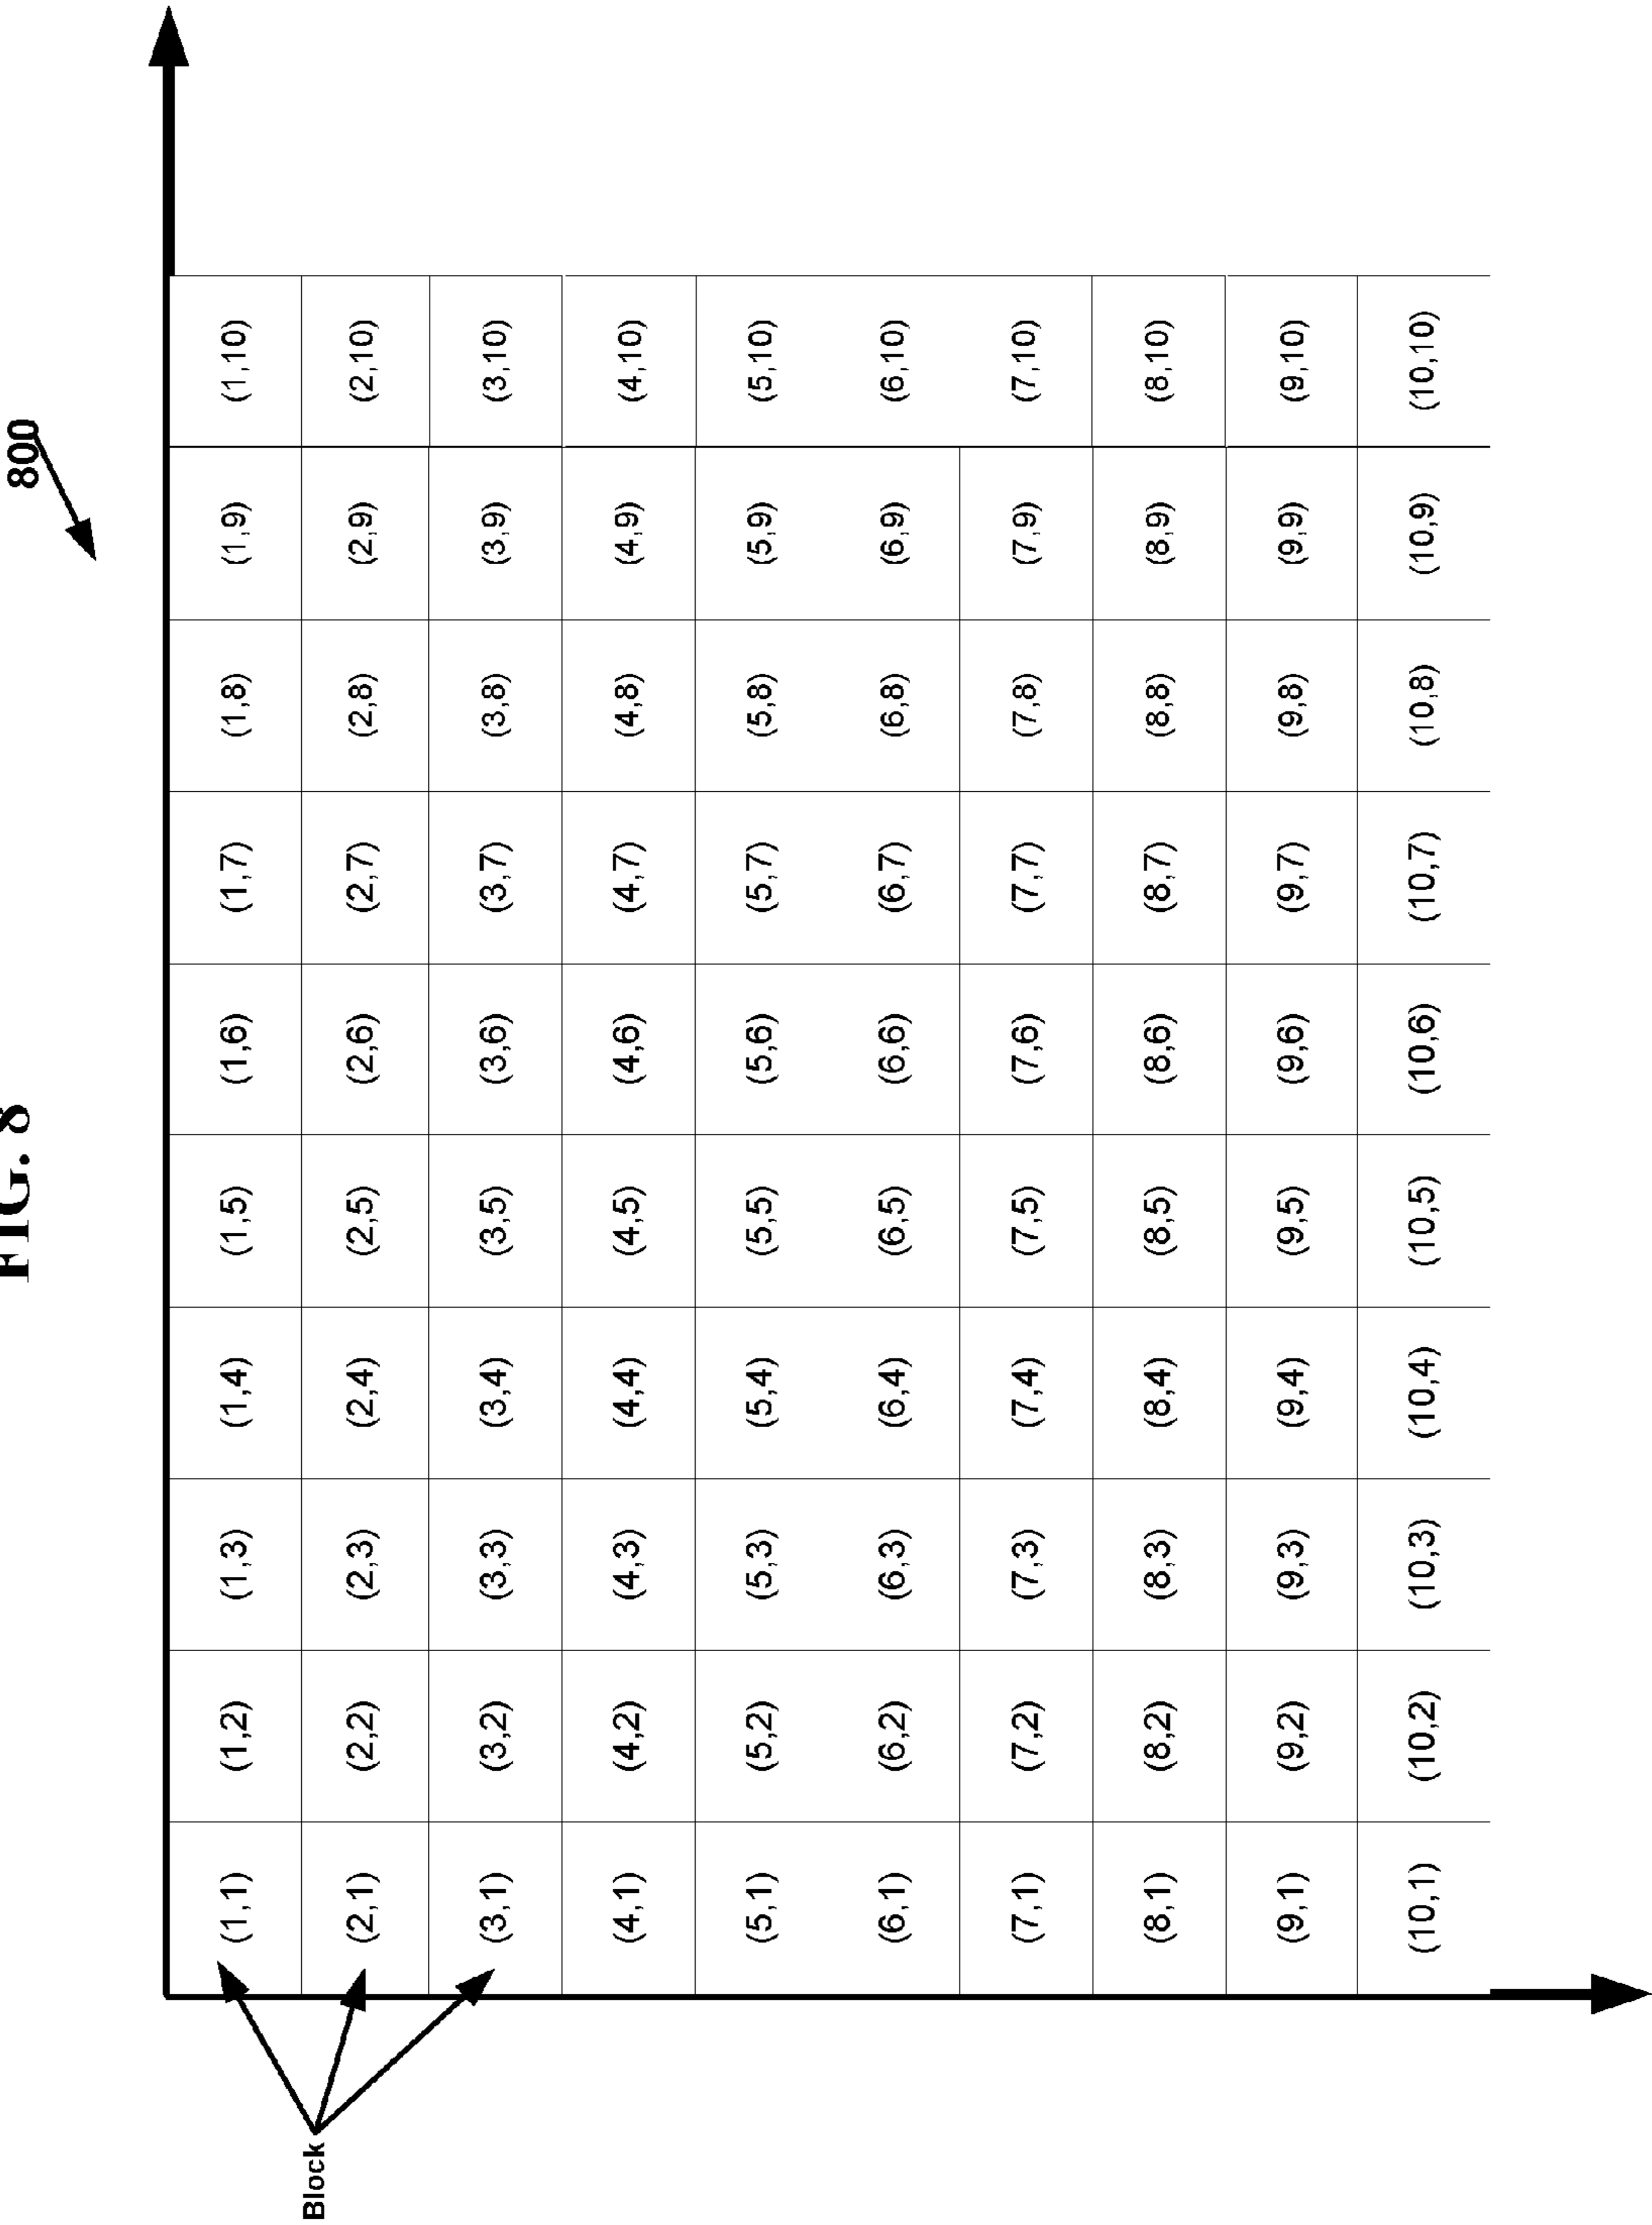 FIG. 8
800
Block
(1,1) (1,2) (1,3) (1,4) (1,5) (1,6) (1,7) (1,8) (1,9) (1,10)
(2,1) (2,2) (2,3) (2,4) (2,5) (2,6) (2,7) (2,8) (2,9) (2,10)
(3,1) (3,2) (3,3) (3,4) (3,5) (3,6) (3,7) (3,8) (3,9) (3,10)
(4,1) (4,2) (4,3) (4,4) (4,5) (4,6) (4,7) (4,8) (4,9) (4,10)
(5,1) (5,2) (5,3) (5,4) (5,5) (5,6) (5,7) (5,8) (5,9) (5,10)
(6,1) (6,2) (6,3) (6,4) (6,5) (6,6) (6,7) (6,8) (6,9) (6,10)
(7,1) (7,2) (7,3) (7,4) (7,5) (7,6) (7,7) (7,8) (7,9) (7,10)
(8,1) (8,2) (8,3) (8,4) (8,5) (8,6) (8,7) (8,8) (8,9) (8,10)
(9,1) (9,2) (9,3) (9,4) (9,5) (9,6) (9,7) (9,8) (9,9) (9,10)
(10,1) (10,2) (10,3) (10,4) (10,5) (10,6) (10,7) (10,8) (10,9) (10,10)